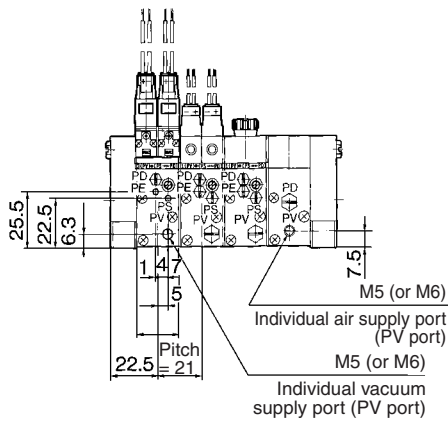 PD
PE
PS
PV
PD
PE
PS
PV
PD
PE
PS
PV
PD
PV
25.5
22.5
6.3
7.5
1 4 7
5
22.5
Pitch
= 21
M5 (or M6)
Individual air supply port
(PV port)
M5 (or M6)
Individual vacuum
supply port (PV port)